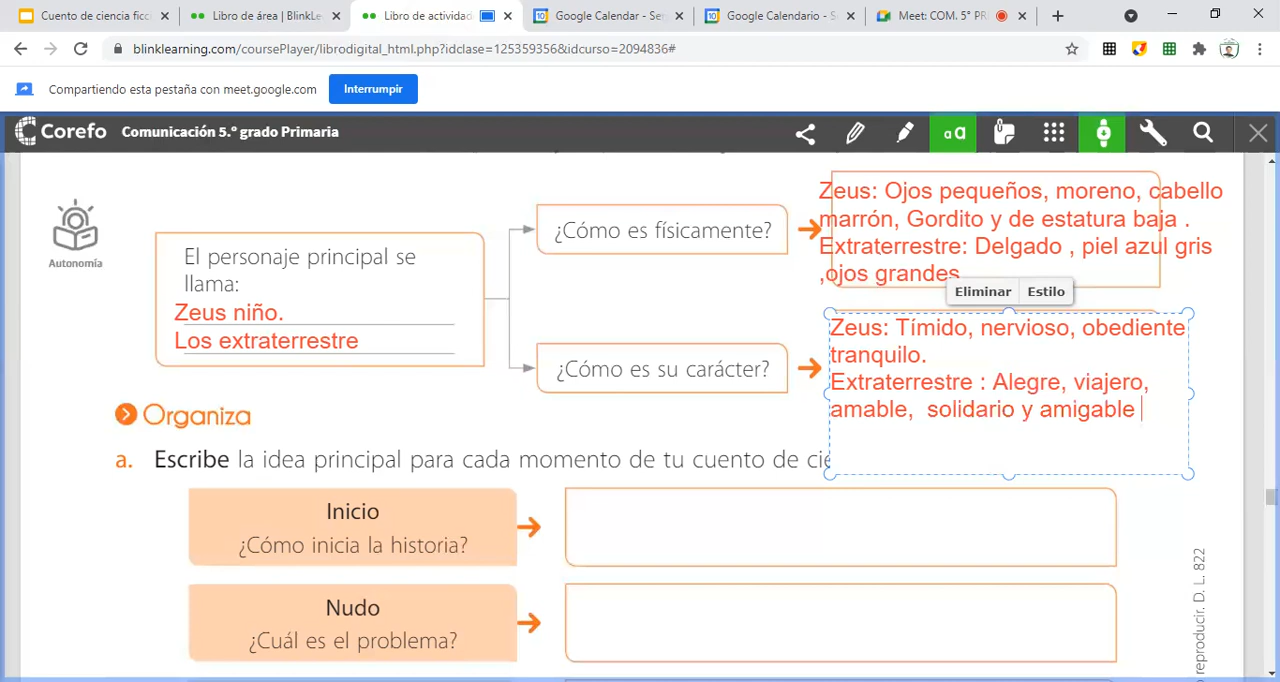 Cuento de ciencia ficci
Libro de área | BlinkLe
Libro de actividad
Google Calendar - Se
Google Calendario - S
Meet: COM. 5° PR
blinklearning.com/coursePlayer/librodigital_html.php?idclase=125359356&idcurso=2094836#
Compartiendo esta pestaña con meet.google.com
Interrumpir
Corefo
Comunicación 5.º grado Primaria
aa
Autonomía
El personaje principal se
llama:
Zeus niño.
Los extraterrestre
¿Cómo es físicamente?
Zeus: Ojos pequeños, moreno, cabello
marrón, Gordito y de estatura baja .
Extraterrestre: Delgado , piel azul gris
,ojos grandes
Eliminar Estilo
¿Cómo es su carácter?
Zeus: Tímido, nervioso, obediente
tranquilo.
Extraterrestre : Alegre, viajero,
amable, solidario y amigable
Organiza
a. Escribe la idea principal para cada momento de tu cuento de cie
Inicio
¿Cómo inicia la historia?
Nudo
¿Cuál es el problema?
o reproducir. D. L. 822